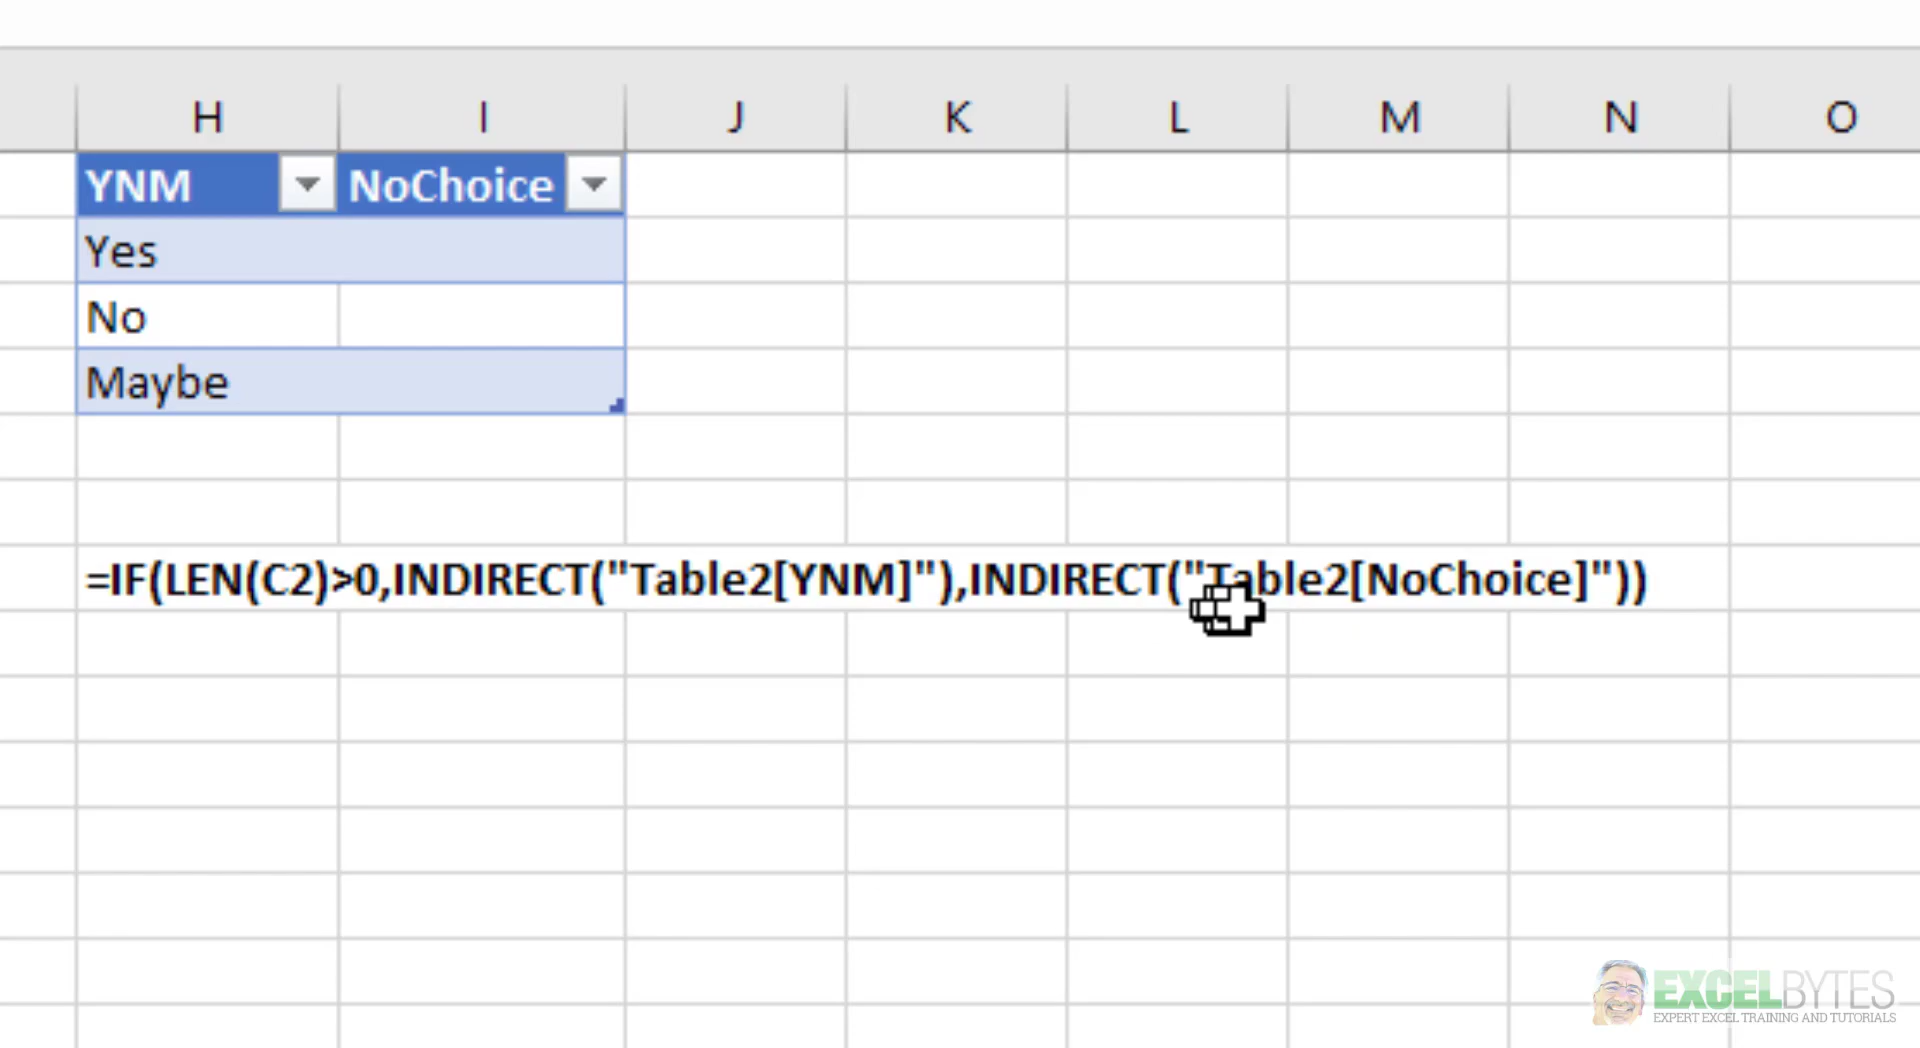 H I J K L M N O
YNM NoChoice
Yes
No
Maybe
=IF(LEN(C2)>0,INDIRECT("Table2[YNM]"),INDIRECT("Table2[NoChoice]"))
EXCELBYTES
EXPERT EXCEL TRAINING AND TUTORIALS